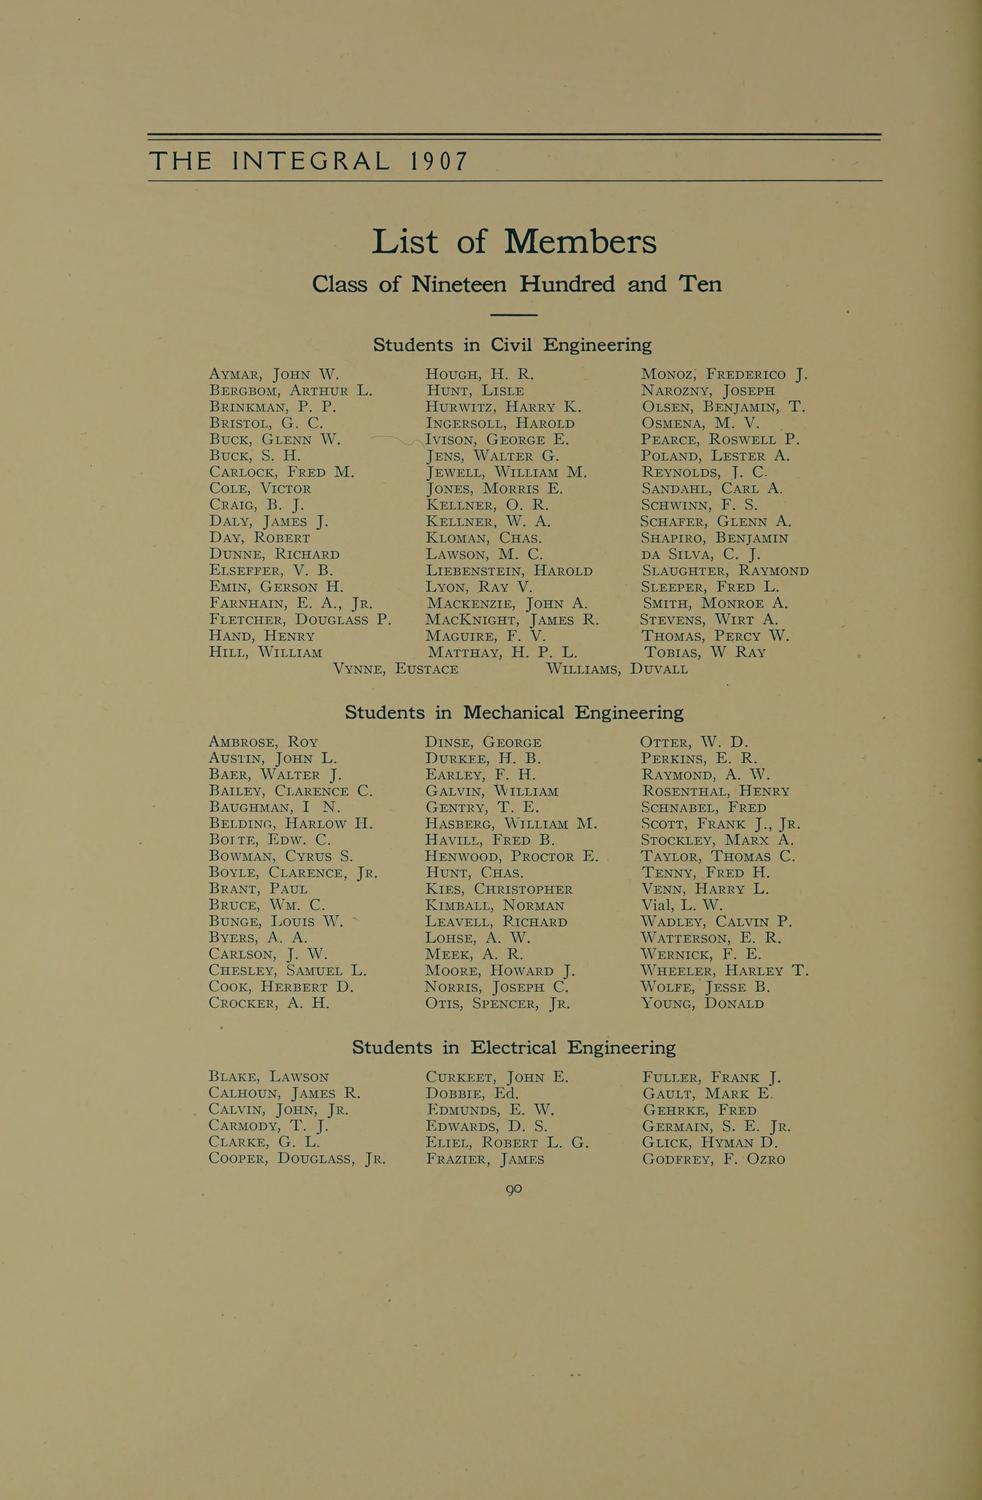 THE INTEGRAL 1907
List of Members
Class of Nineteen Hundred and Ten
Students in Civil Engineering
Aymar, John W.
Bergbom, Arthur L.
Brinkman, P. P.
Bristol, G. C.
Buck, Glenn W.
Buck, S. H.
Carlock, Fred M.
Cole, Victor
Craig, B. J.
Daly, James J.
Day, Robert
Dunne, Richard
Elseffer, V. B.
Emin, Gerson H.
Farnhain, E. A., Jr.
Fletcher, Douglass P.
Hand, Henry
Hill, William
Hough, H. R.
Hunt, Lisle
Hurwitz, Harry K.
Ingersoll, Harold
Ivison, George E.
Jens, Walter G.
Jewell, William M.
Jones, Morris E.
Kellner, O. R.
Kellner, W. A.
Kloman, Chas.
Lawson, M. C.
Liebenstein, Harold
Lyon, Ray V.
Mackenzie, John A.
MacKnight, James R.
Maguire, F. V.
Matthay, H. P. L.
Monoz, Frederico J.
Narozny, Joseph
Olsen, Benjamin, T.
Osmena, M. V.
Pearce, Roswell P.
Poland, Lester A.
Reynolds, J. C.
Sandahl, Carl A.
Schwinn, F. S.
Schafer, Glenn A.
Shapiro, Benjamin
da Silva, C. J.
Slaughter, Raymond
Sleeper, Fred L.
Smith, Monroe A.
Stevens, Wirt A.
Thomas, Percy W.
Tobias, W Ray
Vynne, Eustace
Williams, Duvall
Students in Mechanical Engineering
Ambrose, Roy
Austin, John L.
Baer, Walter J.
Bailey, Clarence C.
Baughman, I N.
Belding, Harlow H.
Boite, Edw. C.
Bowman, Cyrus S.
Boyle, Clarence, Jr.
Brant, Paul
Bruce, Wm. C.
Bunge, Louis W.
Byers, A. A.
Carlson, J. W.
Chesley, Samuel L.
Cook, Herbert D.
Crocker, A. H.
Dinse, George
Durkee, H. B.
Earley, F. H.
Galvin, William
Gentry, T. E.
Hasberg, William M.
Havill, Fred B.
Henwood, Proctor E.
Hunt, Chas.
Kies, Christopher
Kimball, Norman
Leavell, Richard
Lohse, A. W.
Meek, A. R.
Moore, Howard J.
Norris, Joseph C.
Otis, Spencer, Jr.
Otter, W. D.
Perkins, E. R.
Raymond, A. W.
Rosenthal, Henry
Schnabel, Fred
Scott, Frank J., Jr.
Stockley, Marx A.
Taylor, Thomas C.
Tenny, Fred H.
Venn, Harry L.
Vial, L. W.
Wadley, Calvin P.
Watterson, E. R.
Wernick, F. E.
Wheeler, Harley T.
Wolfe, Jesse B.
Young, Donald
Students in Electrical Engineering
Blake, Lawson
Calhoun, James R.
Calvin, John, Jr.
Carmody, T. J.
Clarke, G. L.
Cooper, Douglass, Jr.
Curkeet, John E.
Dobbie, Ed.
Edmunds, E. W.
Edwards, D. S.
Eliel, Robert L. G.
Frazier, James
Fuller, Frank J.
Gault, Mark E.
Gehrke, Fred
Germain, S. E. Jr.
Glick, Hyman D.
Godfrey, F. Ozro
90